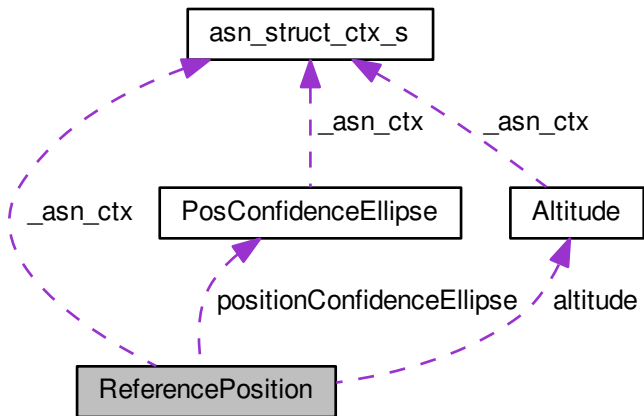 asn_struct_ctx_s
_asn_ctx
_asn_ctx
PosConfidenceEllipse
Altitude
_asn_ctx
positionConfidenceEllipse
altitude
ReferencePosition